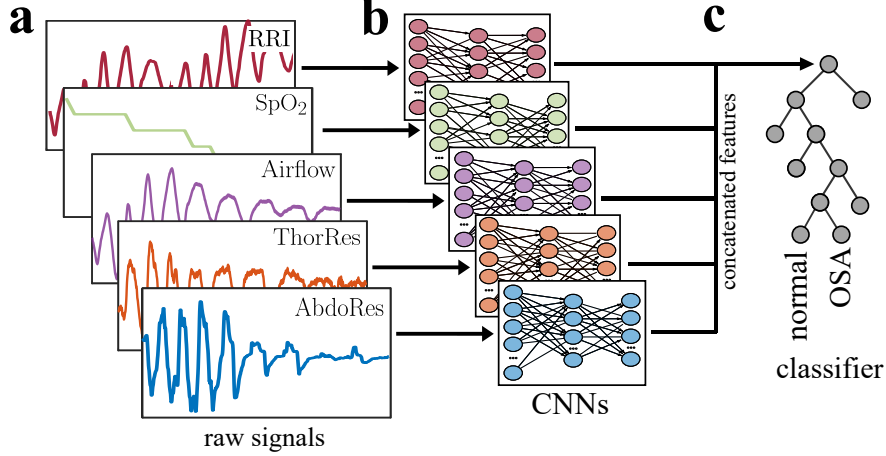 a
b
c
RRI
SpO₂
Airflow
ThorRes
AbdoRes
raw signals
...
...
...
...
...
...
...
CNNs
concatenated features
normal
OSA
classifier